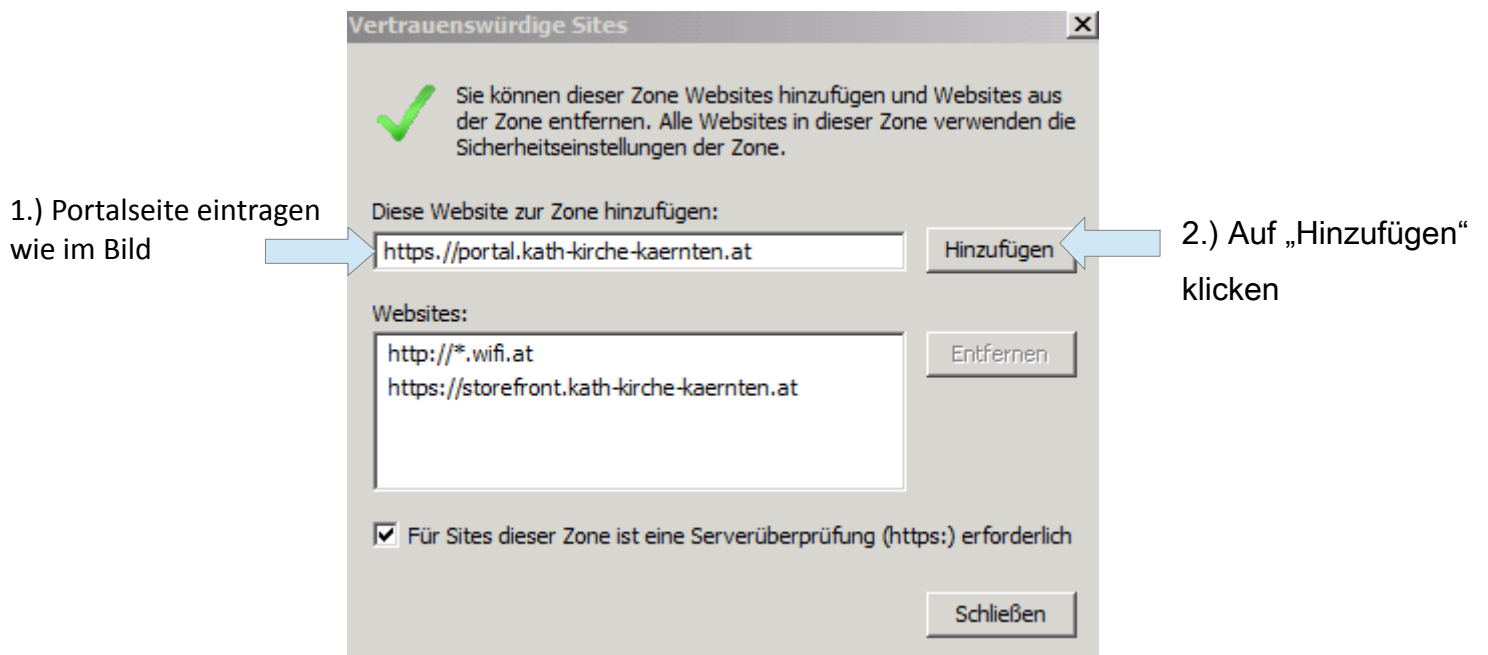 Vertrauenswürdige Sites
Sie können dieser Zone Websites hinzufügen und Websites aus
der Zone entfernen. Alle Websites in dieser Zone verwenden die
Sicherheitseinstellungen der Zone.
1.) Portalseite eintragen
wie im Bild
Diese Website zur Zone hinzufügen:
https.//portal.kath-kirche-kaernten.at
Hinzufügen
2.) Auf „Hinzufügen“
klicken
Websites:
http://*.wifi.at
https://storefront.kath-kirche-kaernten.at
Entfernen
Für Sites dieser Zone ist eine Serverüberprüfung (https:) erforderlich
Schließen